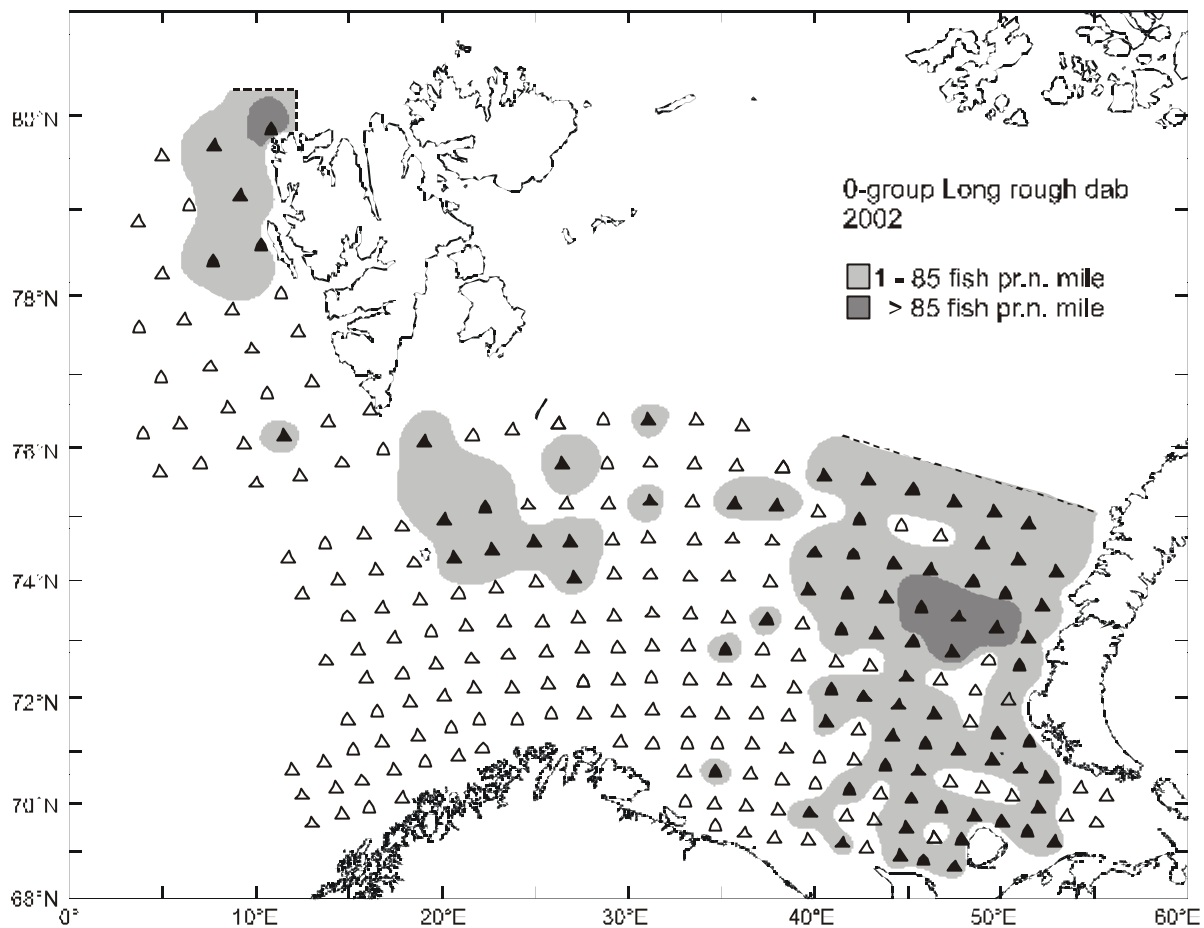 80°N
78°N
76°N
74°N
72°N
70°N
68°N
0-group Long rough dab
2002
1 - 85 fish pr.n. mile
> 85 fish pr.n. mile
0° 10°E 20°E 30°E 40°E 50°E 60°E